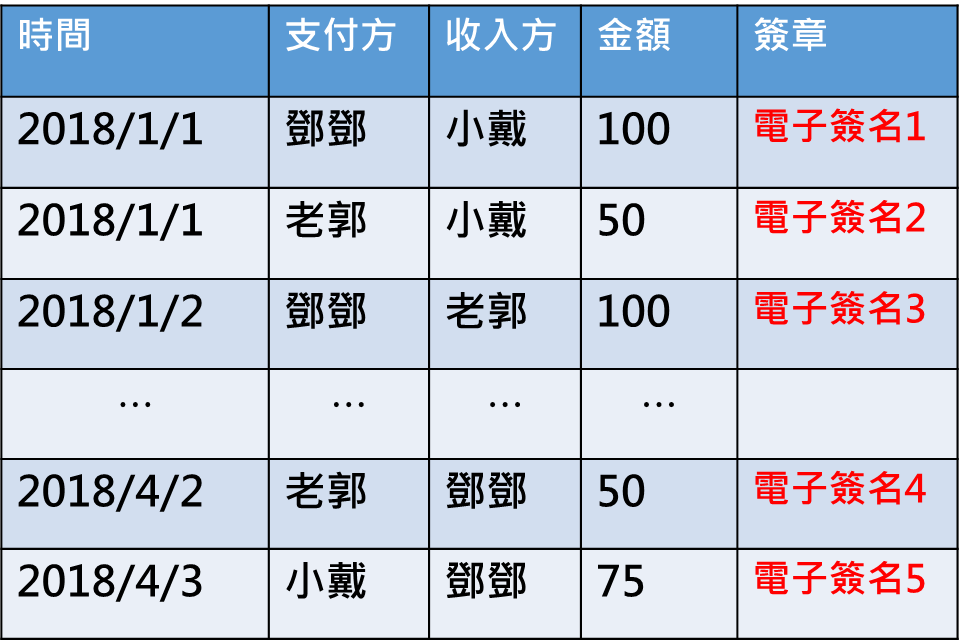 時間 支付方 收入方 金額 簽章
2018/1/1 鄧鄧 小戴 100 電子簽名1
2018/1/1 老郭 小戴 50 電子簽名2
2018/1/2 鄧鄧 老郭 100 電子簽名3
… … … …
2018/4/2 老郭 鄧鄧 50 電子簽名4
2018/4/3 小戴 鄧鄧 75 電子簽名5